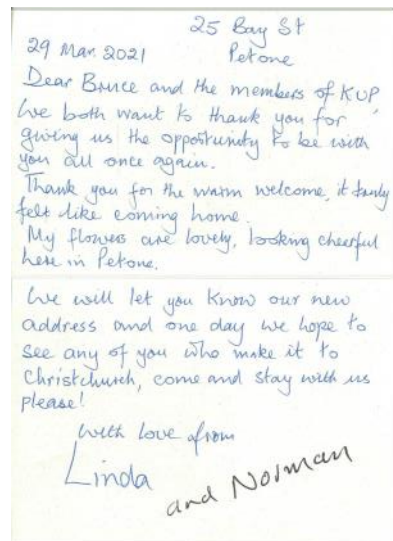 25 Bay St
29 Mar. 2021 Petone
Dear Bruce and the members of KUP,
We both want to thank you for
giving us the opportunity to be with
you all once again.
Thank you for the warm welcome, it truly
felt like coming home.
My flowers are lovely, looking cheerful
here in Petone.
We will let you know our new
address and one day we hope to
see any of you who make it to
Christchurch, come and stay with us
please!
With love from
Linda
and Norman